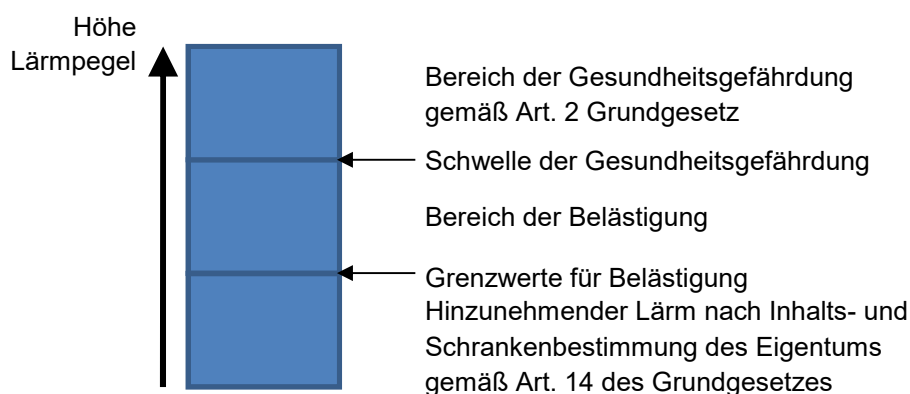 Höhe
Lärmpegel
Bereich der Gesundheitsgefährdung
gemäß Art. 2 Grundgesetz
Schwelle der Gesundheitsgefährdung
Bereich der Belästigung
Grenzwerte für Belästigung
Hinzunehmender Lärm nach Inhalts- und
Schrankenbestimmung des Eigentums
gemäß Art. 14 des Grundgesetzes